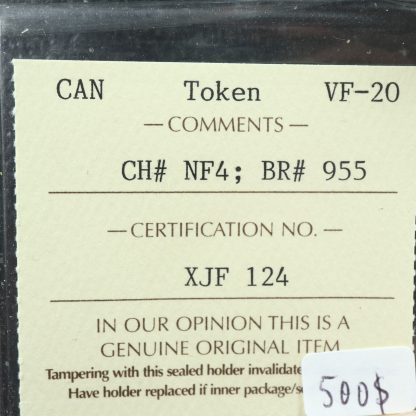 CAN Token VF-20
— COMMENTS —
CH# NF4; BR# 955
— CERTIFICATION NO. —
XJF 124
IN OUR OPINION THIS IS A
GENUINE ORIGINAL ITEM
Tampering with this sealed holder invalidate
Have holder replaced if inner package/se
500$